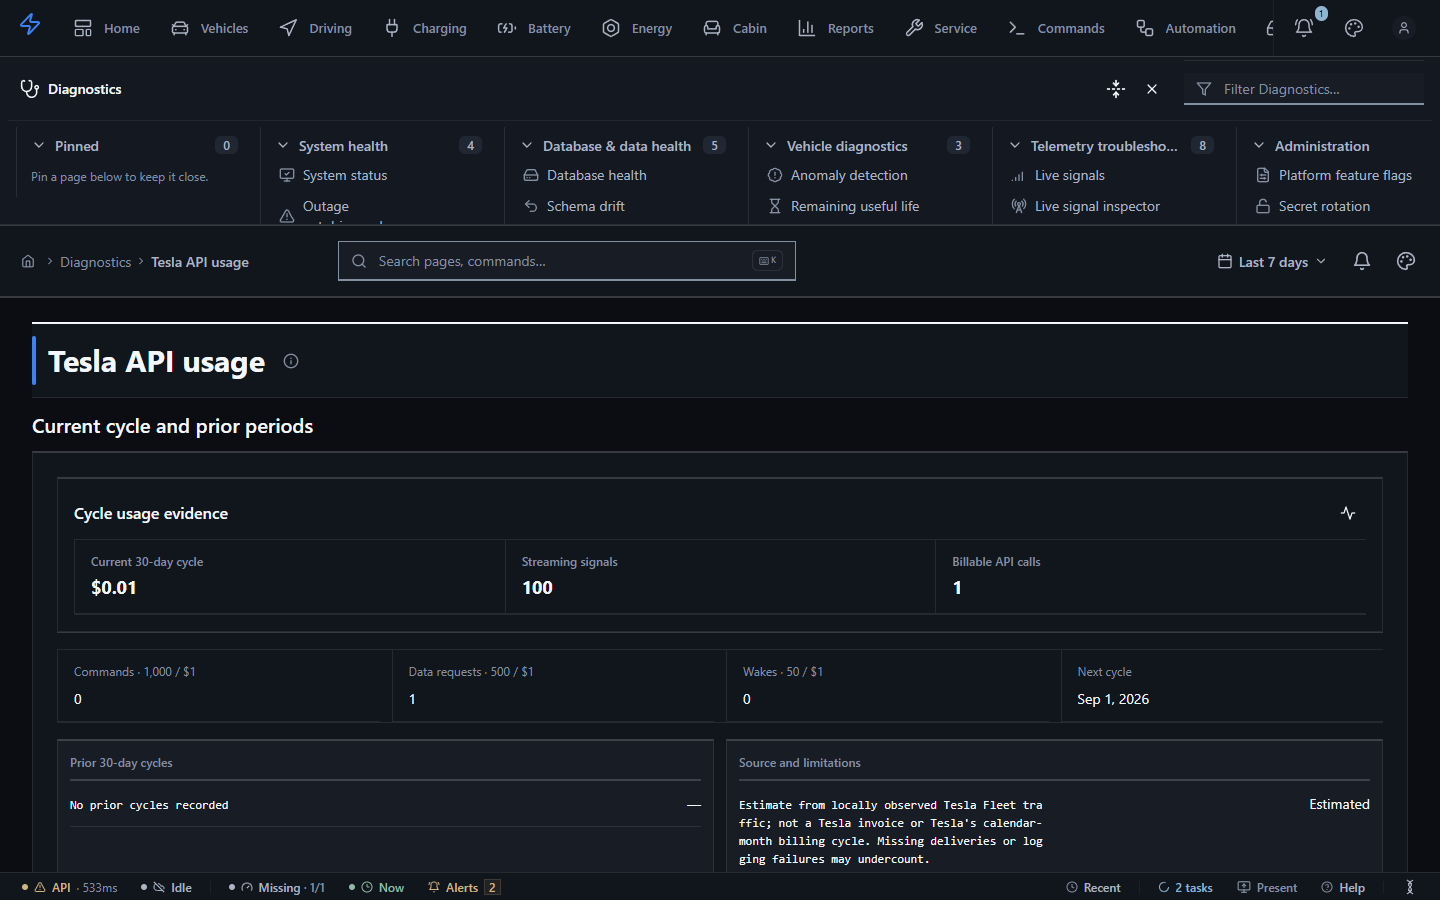 Home
Vehicles
Driving
Charging
Battery
Energy
Cabin
Reports
Service
Commands
Automation
1
Diagnostics
Filter Diagnostics...
Pinned 0
Pin a page below to keep it close.
System health 4
System status
Outage
Database & data health 5
Database health
Schema drift
Vehicle diagnostics 3
Anomaly detection
Remaining useful life
Telemetry troublesho... 8
Live signals
Live signal inspector
Administration
Platform feature flags
Secret rotation
Diagnostics
Tesla API usage
Search pages, commands...
K
Last 7 days
Tesla API usage
Current cycle and prior periods
Cycle usage evidence
Current 30-day cycle
$0.01
Streaming signals
100
Billable API calls
1
Commands · 1,000 / $1
0
Data requests · 500 / $1
1
Wakes · 50 / $1
0
Next cycle
Sep 1, 2026
Prior 30-day cycles
No prior cycles recorded —
Source and limitations
Estimate from locally observed Tesla Fleet tra
ffic; not a Tesla invoice or Tesla's calendar-
month billing cycle. Missing deliveries or log
ging failures may undercount.
Estimated
API · 533ms
Idle
Missing · 1/1
Now
Alerts 2
Recent
2 tasks
Present
Help